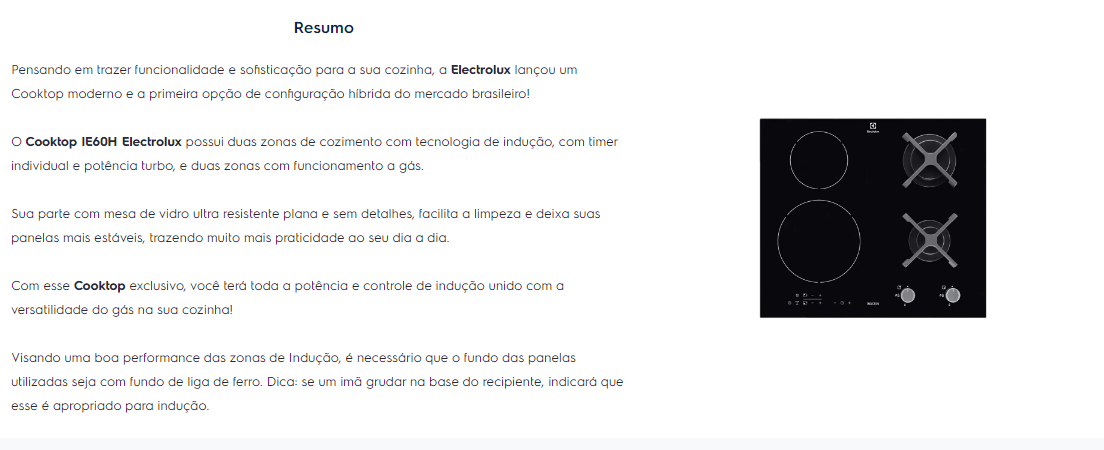 Resumo
Pensando em trazer funcionalidade e sofisticação para a sua cozinha, a Electrolux lançou um
Cooktop moderno e a primeira opção de configuração híbrida do mercado brasileiro!
O Cooktop IE60H Electrolux possui duas zonas de cozimento com tecnologia de indução, com timer
individual e potência turbo, e duas zonas com funcionamento a gás.
Sua parte com mesa de vidro ultra resistente plana e sem detalhes, facilita a limpeza e deixa suas
panelas mais estáveis, trazendo muito mais praticidade ao seu dia a dia.
Com esse Cooktop exclusivo, você terá toda a potência e controle de indução unido com a
versatilidade do gás na sua cozinha!
Visando uma boa performance das zonas de Indução, é necessário que o fundo das panelas
utilizadas seja com fundo de liga de ferro. Dica: se um imã grudar na base do recipiente, indicará que
esse é apropriado para indução.
Electrolux